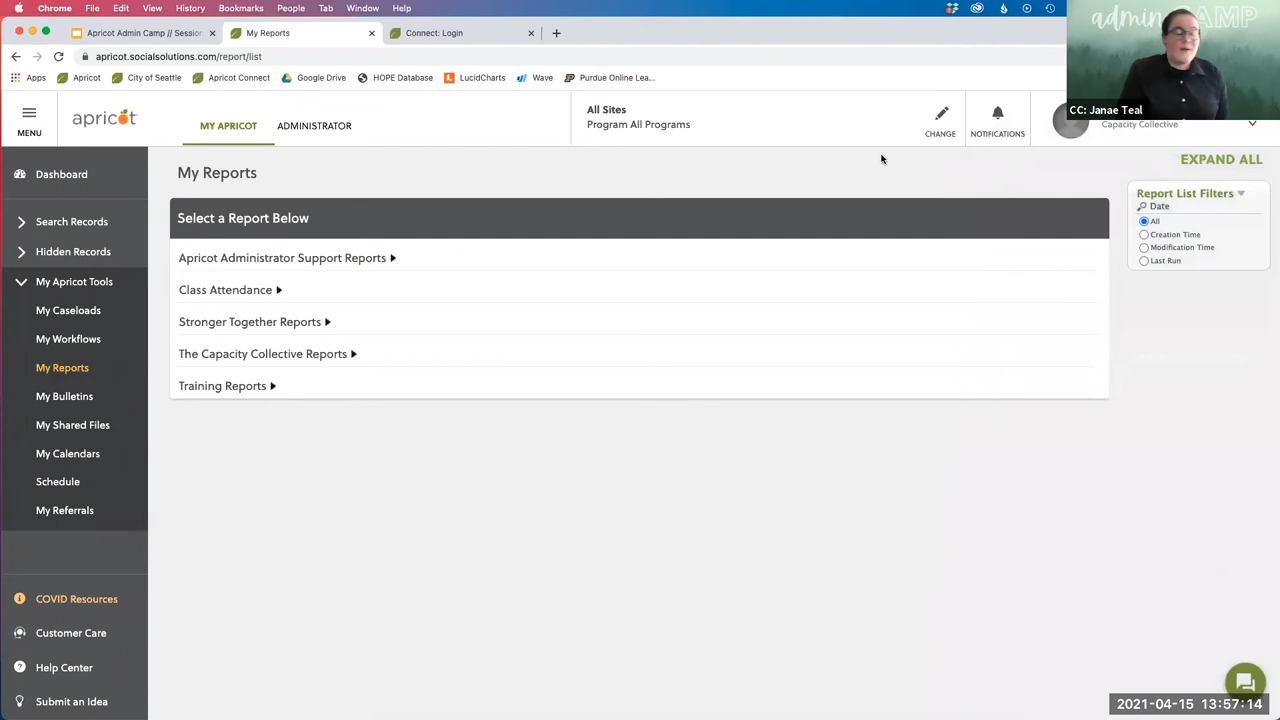 Chrome File Edit View History Bookmarks People Tab Window Help
admin CAMP
Apricot Admin Camp // Session
My Reports
Connect: Login
apricot.socialsolutions.com/report/list
Apps Apricot City of Seattle Apricot Connect Google Drive HOPE Database LucidCharts Wave Purdue Online Lea...
CC: Janae Teal
MENU
apricot
MY APRICOT
ADMINISTRATOR
All Sites
Program All Programs
CHANGE
NOTIFICATIONS
Capacity Collective
Dashboard
Search Records
Hidden Records
My Apricot Tools
My Caseloads
My Workflows
My Reports
My Bulletins
My Shared Files
My Calendars
Schedule
My Referrals
COVID Resources
Customer Care
Help Center
Submit an Idea
My Reports
Select a Report Below
Apricot Administrator Support Reports
Class Attendance
Stronger Together Reports
The Capacity Collective Reports
Training Reports
EXPAND ALL
Report List Filters
Date
All
Creation Time
Modification Time
Last Run
2021-04-15 13:57:14